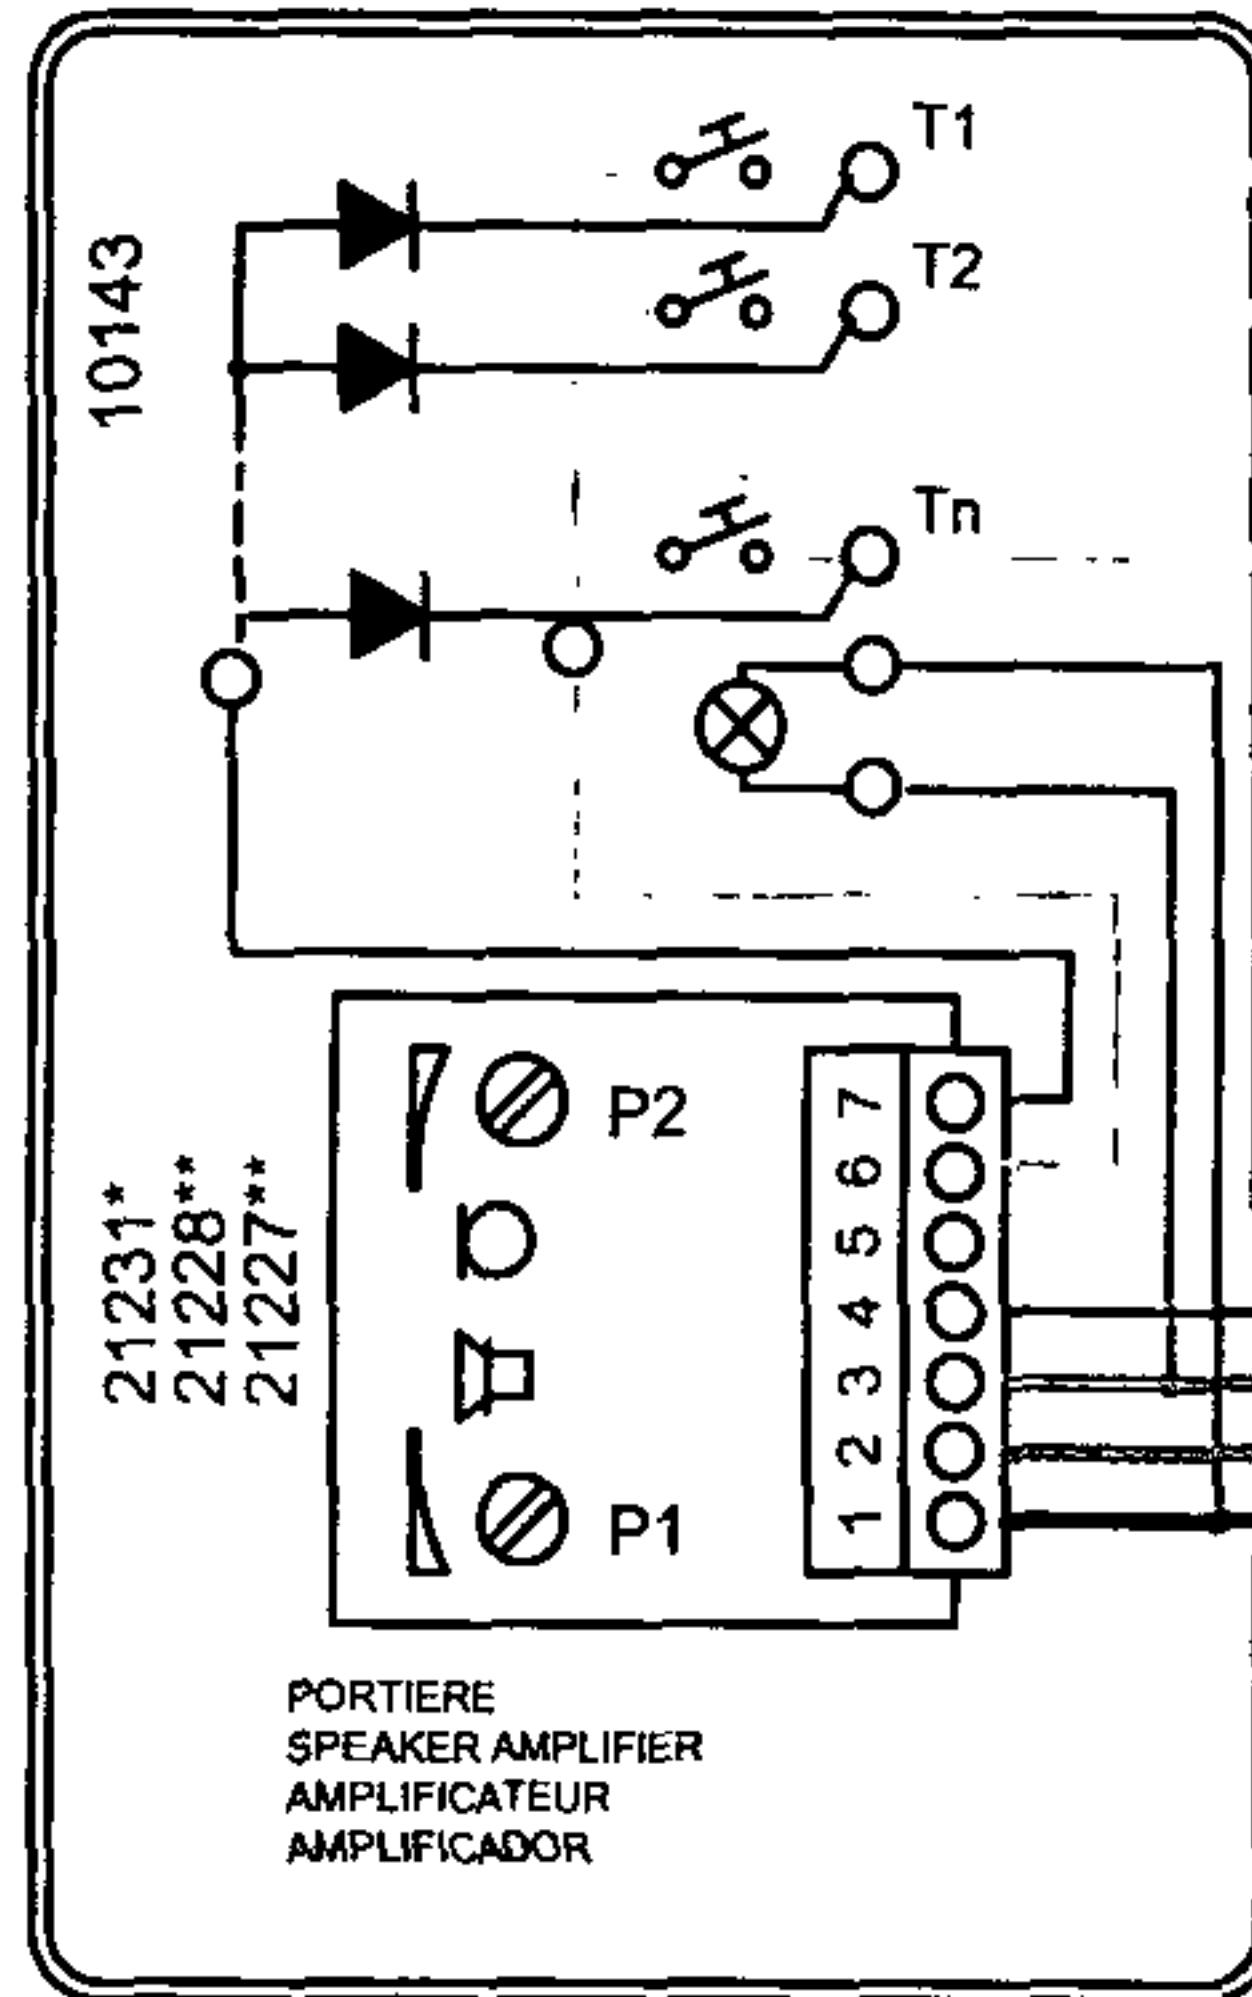 T1
T2
10143
Tn
P2
7
6
5
4
3
2
1
21231*
21228**
21227**
P1
PORTIERE
SPEAKER AMPLIFIER
AMPLIFICATEUR
AMPLIFICADOR